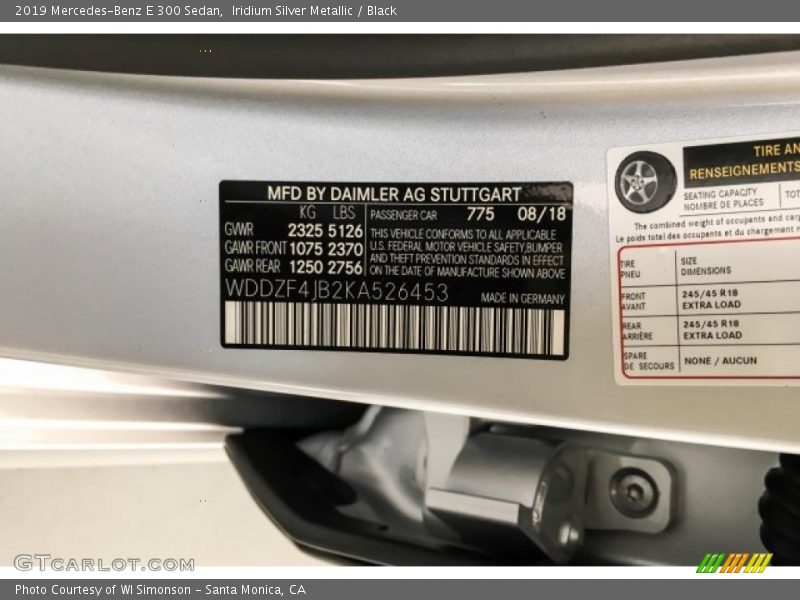 2019 Mercedes-Benz E 300 Sedan, Iridium Silver Metallic / Black
MFD BY DAIMLER AG STUTTGART
KG LBS PASSENGER CAR 775 08/18
GVWR 2325 5126 THIS VEHICLE CONFORMS TO ALL APPLICABLE
GAWR FRONT 1075 2370 U.S. FEDERAL MOTOR VEHICLE SAFETY,BUMPER
GAWR REAR 1250 2756 AND THEFT PREVENTION STANDARDS IN EFFECT
ON THE DATE OF MANUFACTURE SHOWN ABOVE
WDDZF4JB2KA526453 MADE IN GERMANY
TIRE AN
RENSEIGNEMENTS
SEATING CAPACITY
NOMBRE DE PLACES
TOT
The combined weight of occupants and car
Le poids total des occupants et du chargement
TIRE
PNEU
SIZE
DIMENSIONS
FRONT
AVANT
245/45 R18
EXTRA LOAD
REAR
ARRIÈRE
245/45 R18
EXTRA LOAD
SPARE
DE SECOURS
NONE / AUCUN
GTCARLOT.COM
Photo Courtesy of WI Simonson - Santa Monica, CA